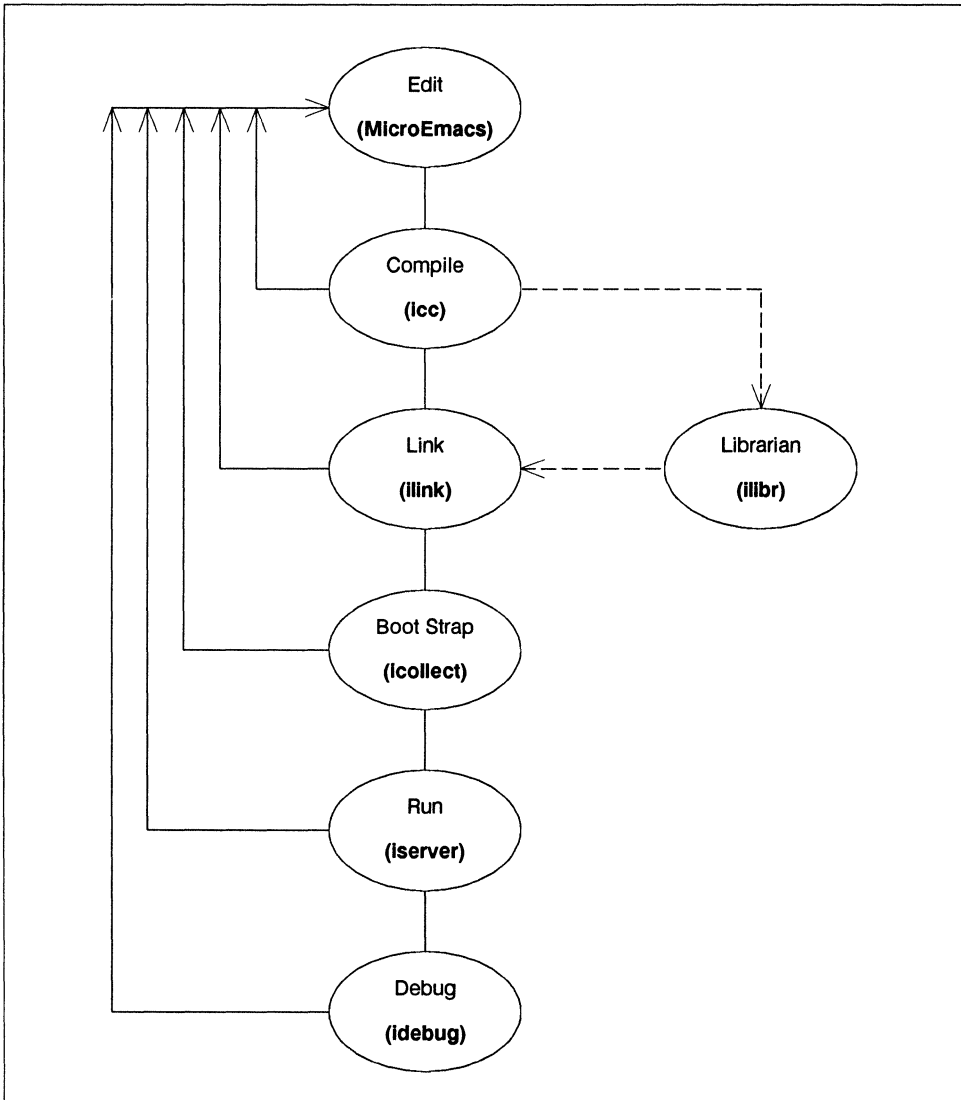 Edit
(MicroEmacs)
Compile
(icc)
Link
(ilink)
Librarian
(ilibr)
Boot Strap
(icollect)
Run
(iserver)
Debug
(idebug)